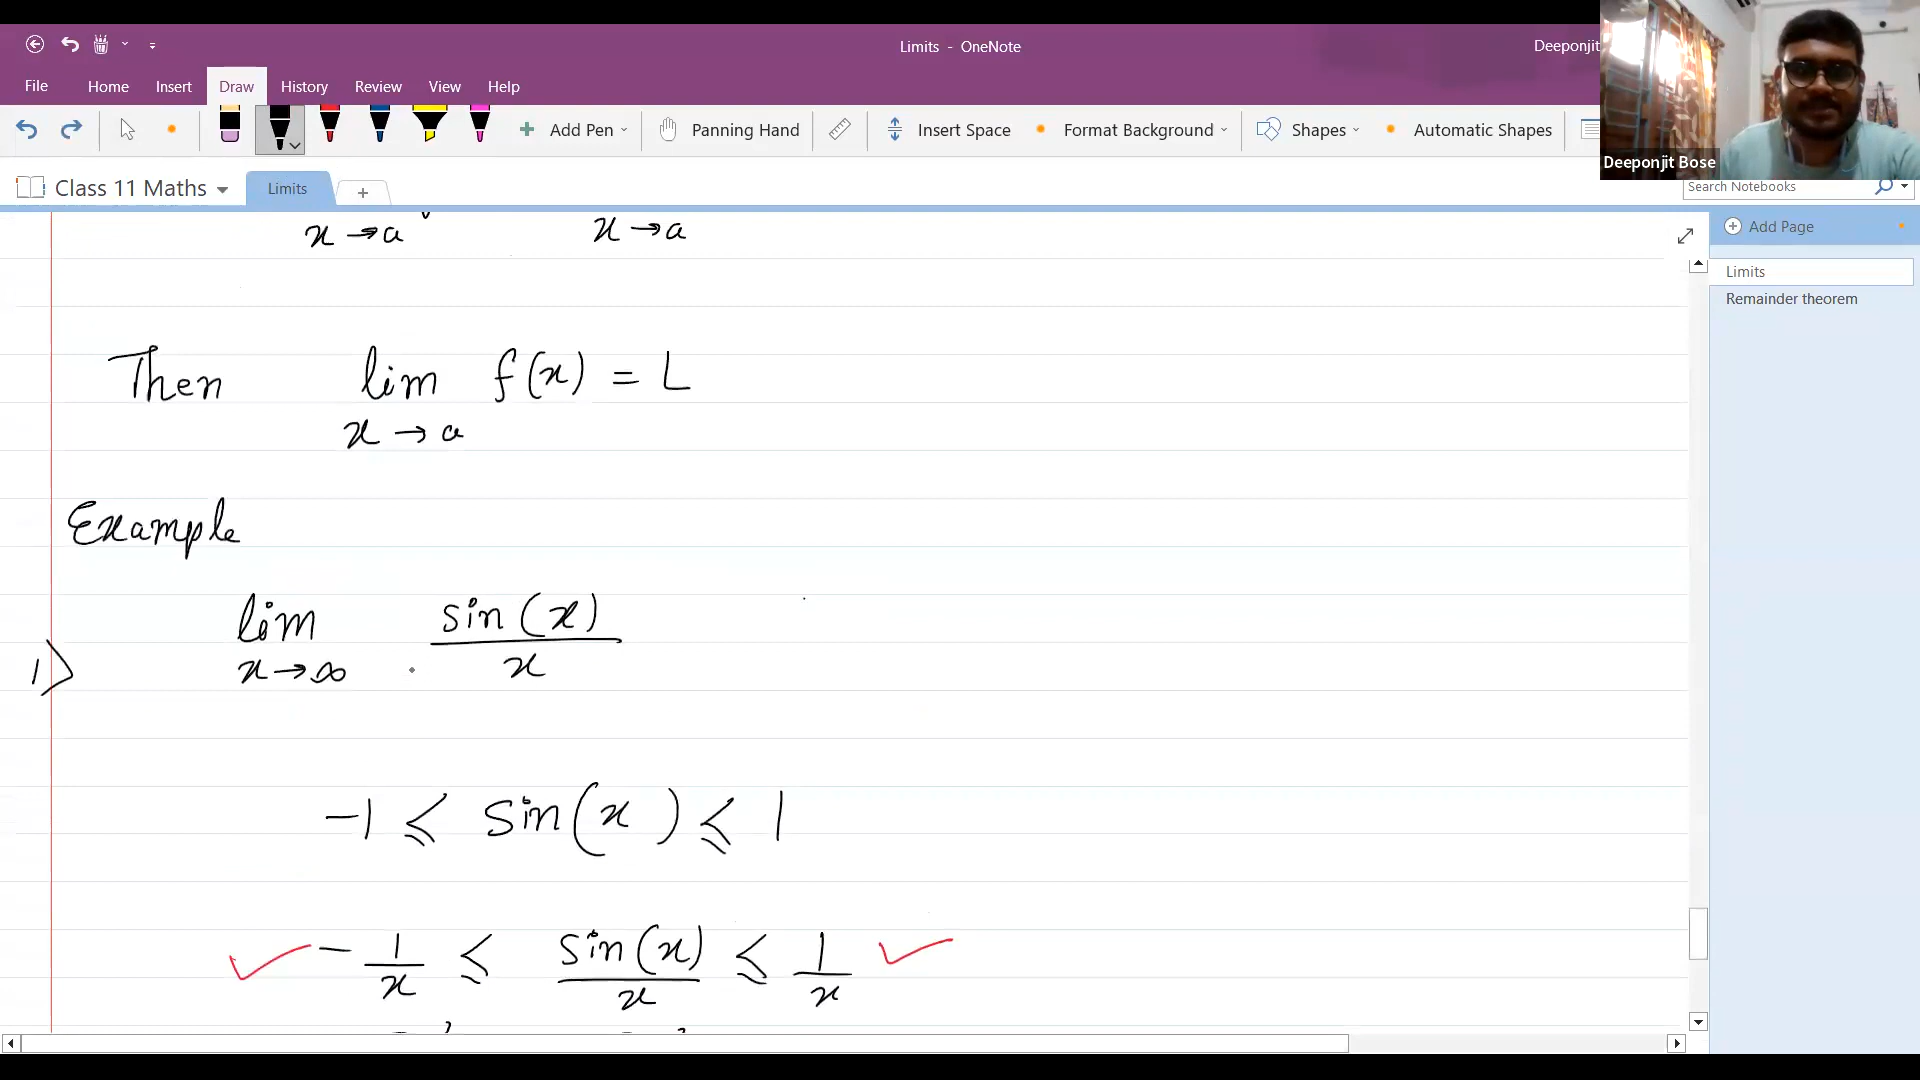 Limits - OneNote
Deeponjit
File Home Insert Draw History Review View Help
Add Pen Panning Hand Insert Space Format Background Shapes Automatic Shapes
Deeponjit Bose
Class 11 Maths Limits
Search Notebooks
Add Page
Limits
Remainder theorem
x → a x → a
Then lim f(x) = L
x → a
Example
1) lim sin(x)
x → ∞ x
-1 ≤ sin(x) ≤ 1
✓ - 1/x ≤ sin(x)/x ≤ 1/x ✓